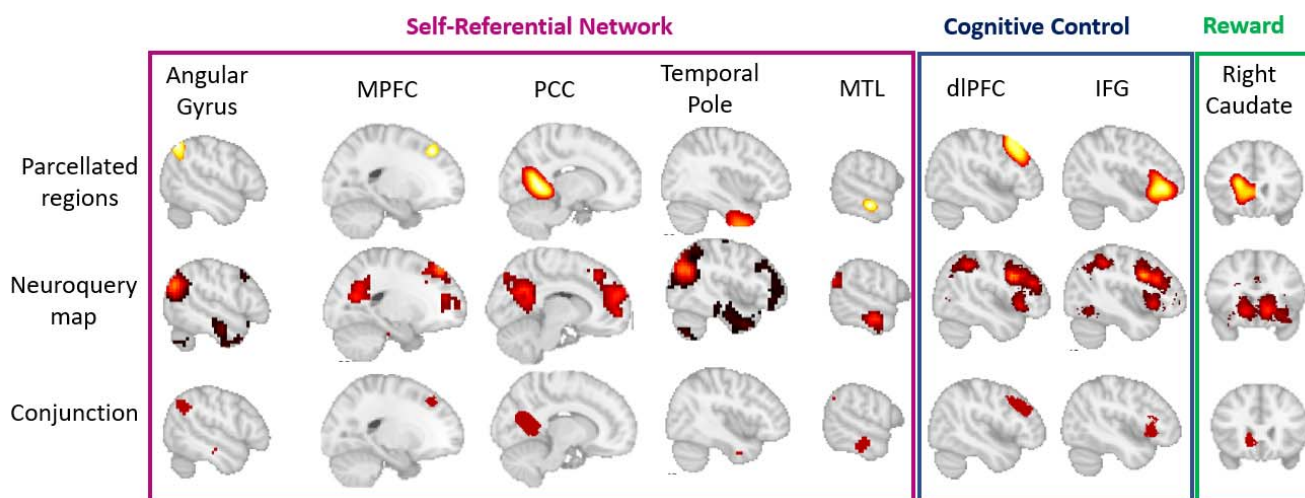 Self-Referential Network
Cognitive Control
Reward
Angular
Gyrus
MPFC
PCC
Temporal
Pole
MTL
dlPFC
IFG
Right
Caudate
Parcellated
regions
Neuroquery
map
Conjunction